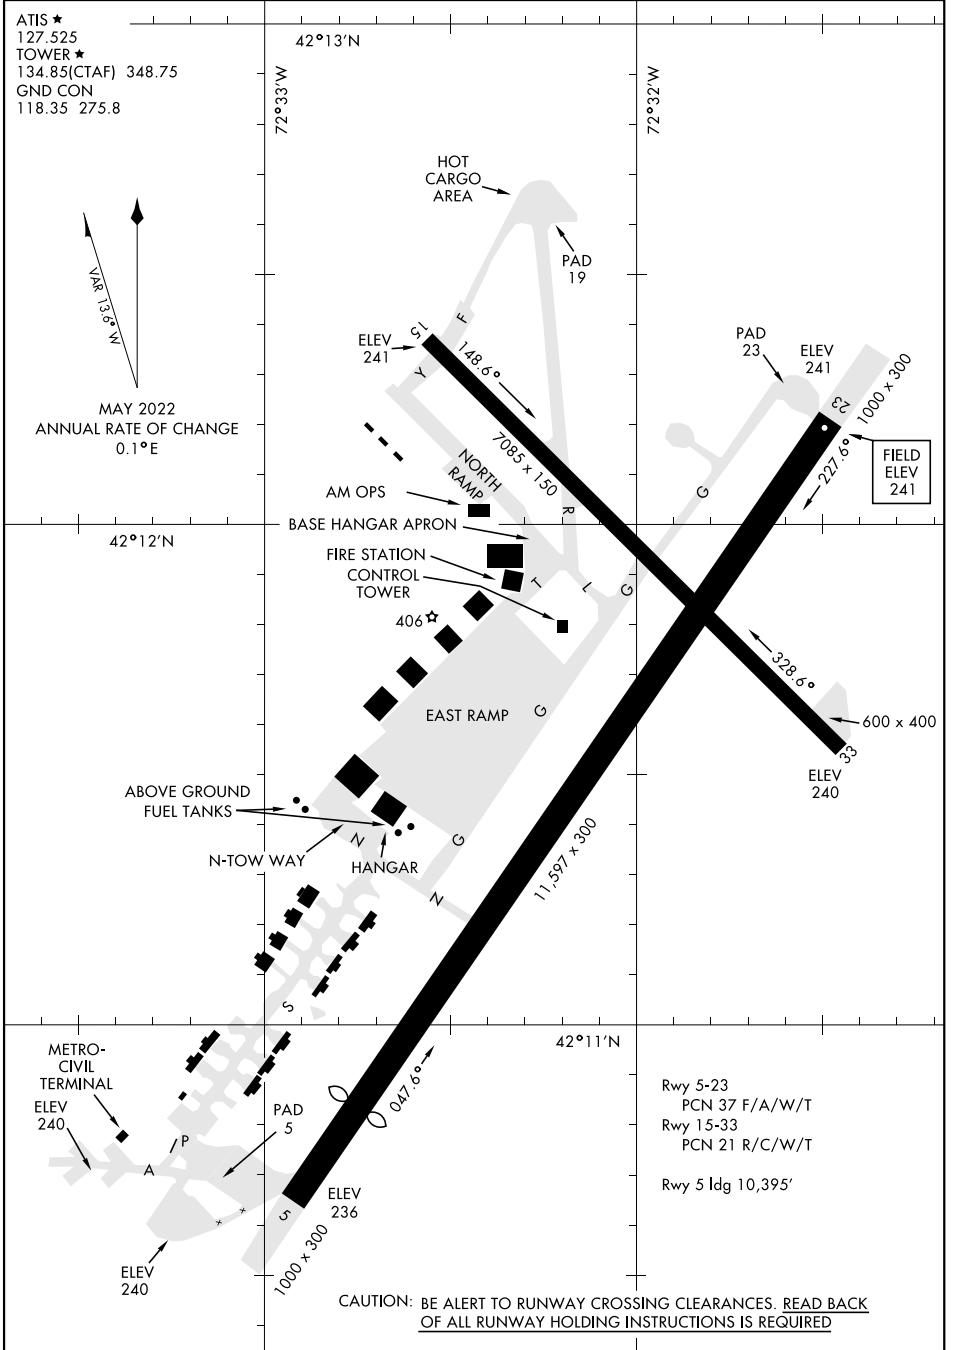 ATIS ★
127.525
TOWER ★
134.85(CTAF) 348.75
GND CON
118.35 275.8
42°13'N
72°33'W
72°32'W
HOT
CARGO
AREA
PAD
19
VAR 13.6° W
MAY 2022
ANNUAL RATE OF CHANGE
0.1°E
F
15
ELEV
241
Y
148.6°
PAD
23
ELEV
241
1000 x 300
23
227.6°
FIELD
ELEV
241
7085 x 150
NORTH
RAMP
G
AM OPS
R
BASE HANGAR APRON
42°12'N
FIRE STATION
CONTROL
TOWER
T
L
G
406
328.6°
EAST RAMP
G
600 x 400
33
ELEV
240
ABOVE GROUND
FUEL TANKS
N
G
N-TOW WAY
HANGAR
11,597 x 300
N
S
42°11'N
METRO-
CIVIL
TERMINAL
ELEV
240
047.6°
PAD
5
P
A
Rwy 5-23
PCN 37 F/A/W/T
Rwy 15-33
PCN 21 R/C/W/T
Rwy 5 ldg 10,395'
ELEV
236
5
1000 x 300
ELEV
240
CAUTION: BE ALERT TO RUNWAY CROSSING CLEARANCES. READ BACK
OF ALL RUNWAY HOLDING INSTRUCTIONS IS REQUIRED